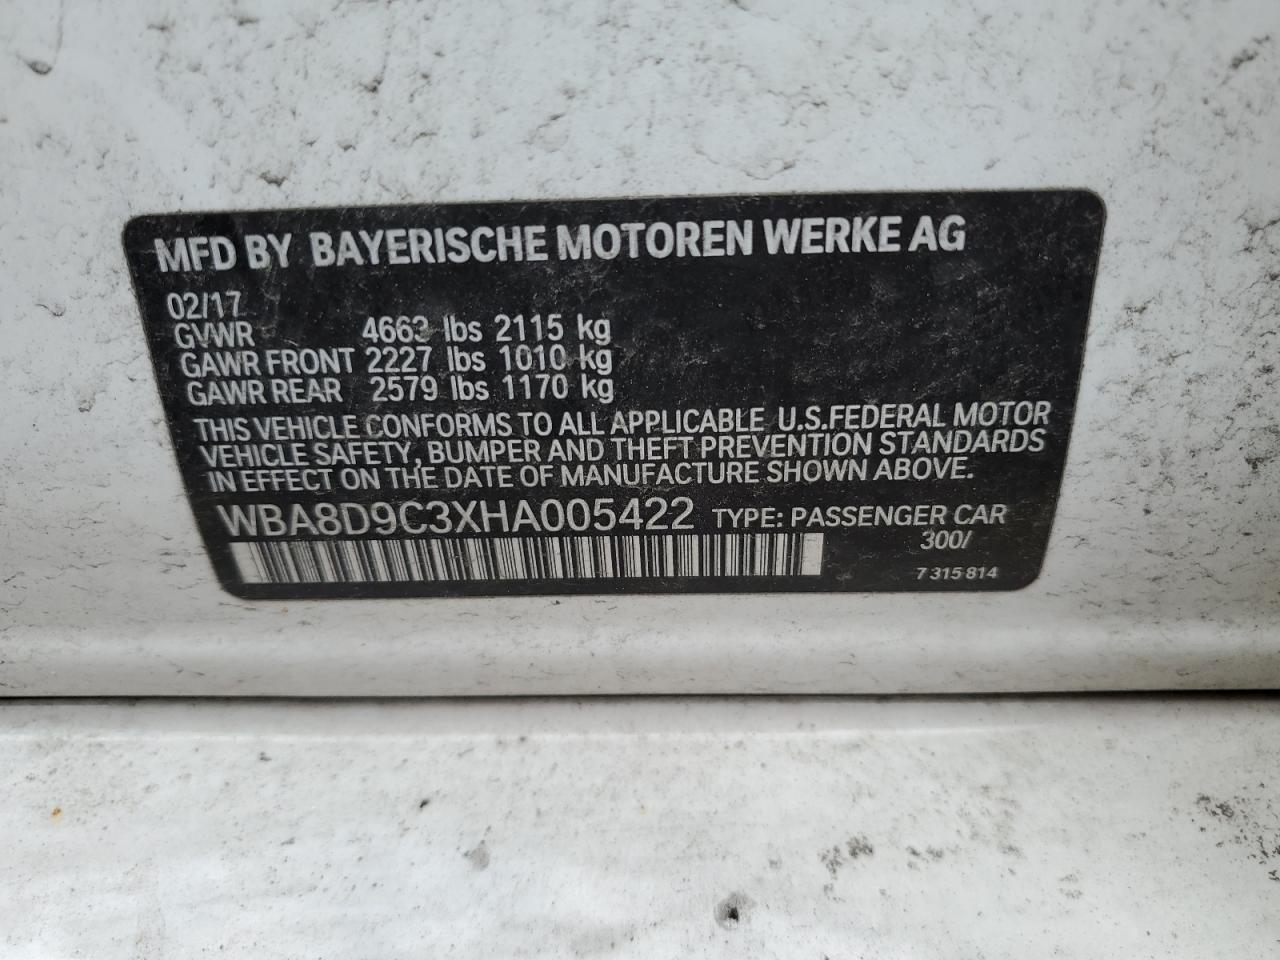 MFD BY BAYERISCHE MOTOREN WERKE AG
02/17
GVWR 4663 lbs 2115 kg
GAWR FRONT 2227 lbs 1010 kg
GAWR REAR 2579 lbs 1170 kg
THIS VEHICLE CONFORMS TO ALL APPLICABLE U.S.FEDERAL MOTOR
VEHICLE SAFETY, BUMPER AND THEFT PREVENTION STANDARDS
IN EFFECT ON THE DATE OF MANUFACTURE SHOWN ABOVE.
WBA8D9C3XHA005422 TYPE: PASSENGER CAR
300/
7 315 814